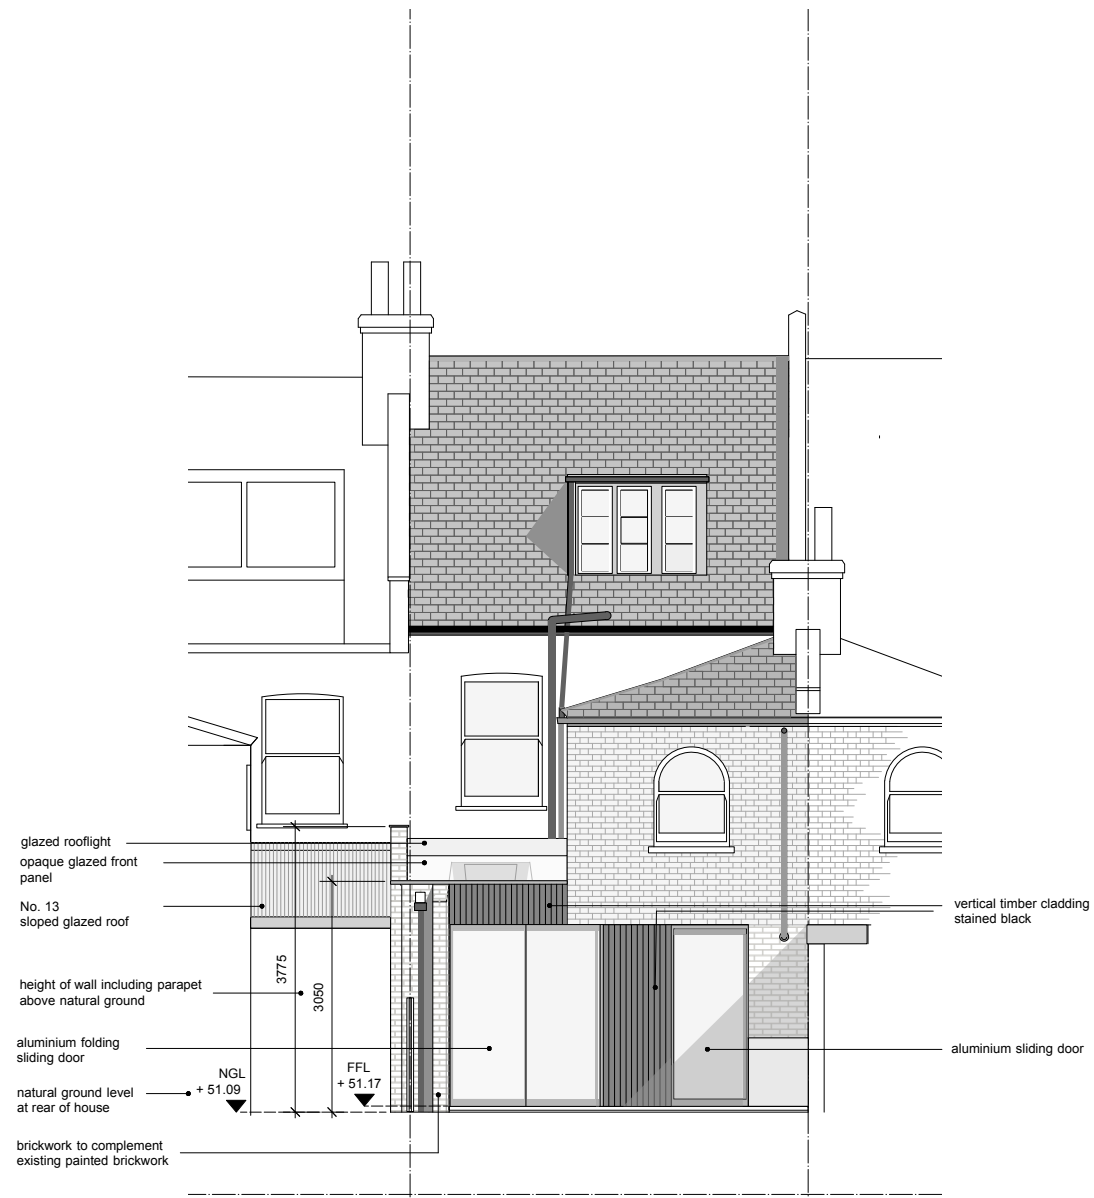 glazed rooflight
opaque glazed front
panel
No. 13
sloped glazed roof
height of wall including parapet
above natural ground
3775
3050
aluminium folding
sliding door
NGL
+ 51.09
FFL
+ 51.17
natural ground level
at rear of house
brickwork to complement
existing painted brickwork
vertical timber cladding
stained black
aluminium sliding door